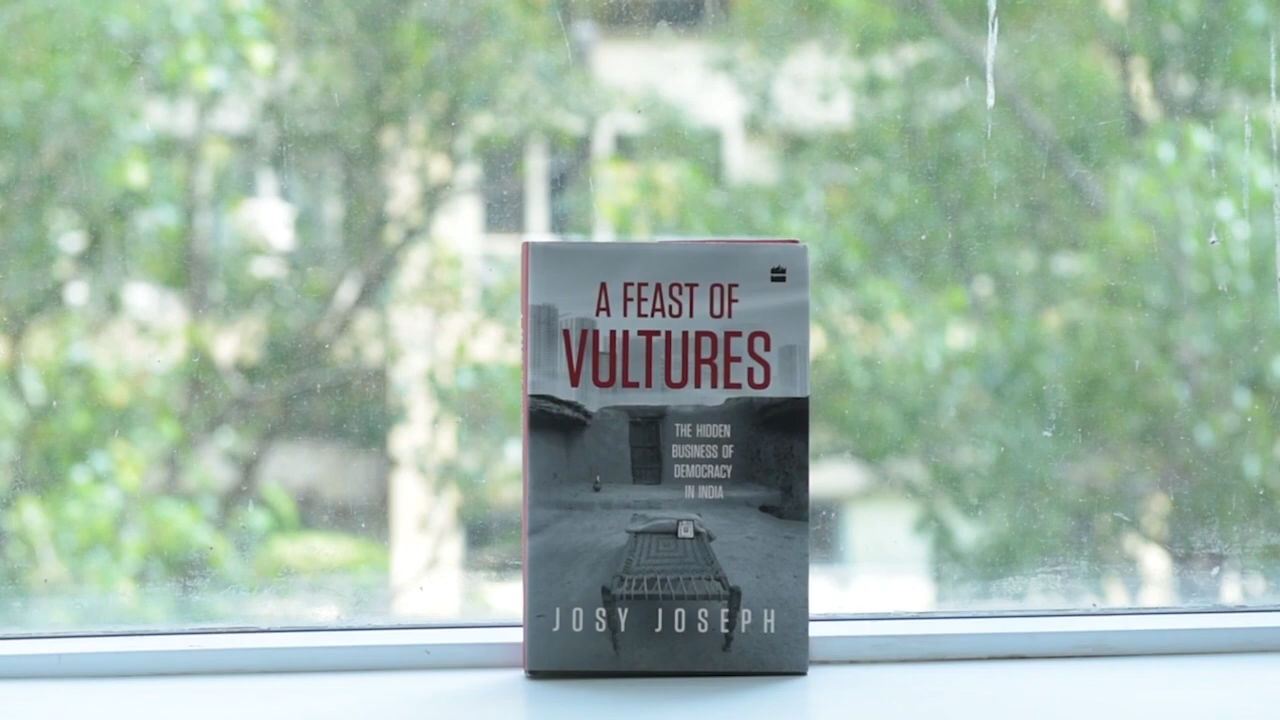 A FEAST OF
VULTURES
THE HIDDEN
BUSINESS OF
DEMOCRACY
IN INDIA
JOSY JOSEPH